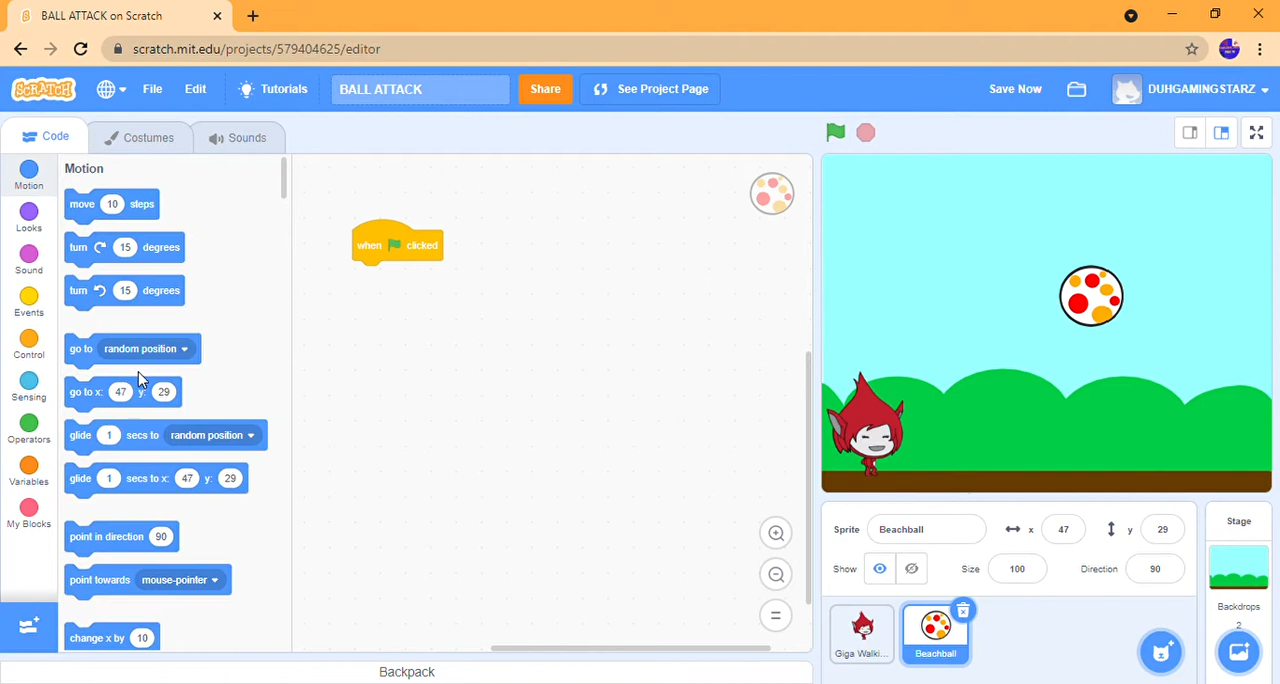 BALL ATTACK on Scratch
scratch.mit.edu/projects/579404625/editor
SCRATCH File Edit Tutorials BALL ATTACK Share See Project Page Save Now DUHGAMINGSTARZ
Code Costumes Sounds
Motion
Looks
Sound
Events
Control
Sensing
Operators
Variables
My Blocks
Motion
move 10 steps
turn 15 degrees
turn 15 degrees
go to random position
go to x: 47 y: 29
glide 1 secs to random position
glide 1 secs to x: 47 y: 29
point in direction 90
point towards mouse-pointer
change x by 10
when clicked
Sprite Beachball x 47 y 29
Show Size 100 Direction 90
Giga Walki...
Beachball
Stage
Backdrops
2
Backpack